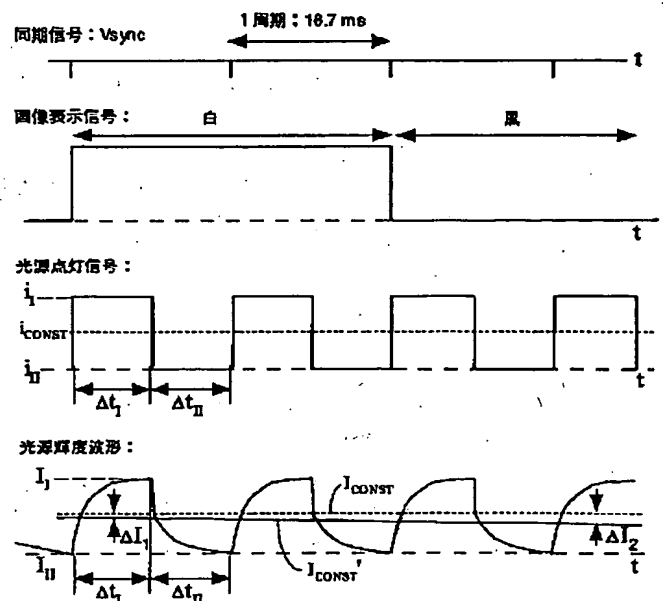 1周期；16.7 ms
同期信号：Vsync
t
画像表示信号：
白
黒
t
光源点灯信号：
i_I
i_CONST
i_II
Δt_I Δt_II
t
光源輝度波形：
I_I
I_CONST
ΔI_1
ΔI_2
I_II
I_CONST'
t
Δt_I Δt_II